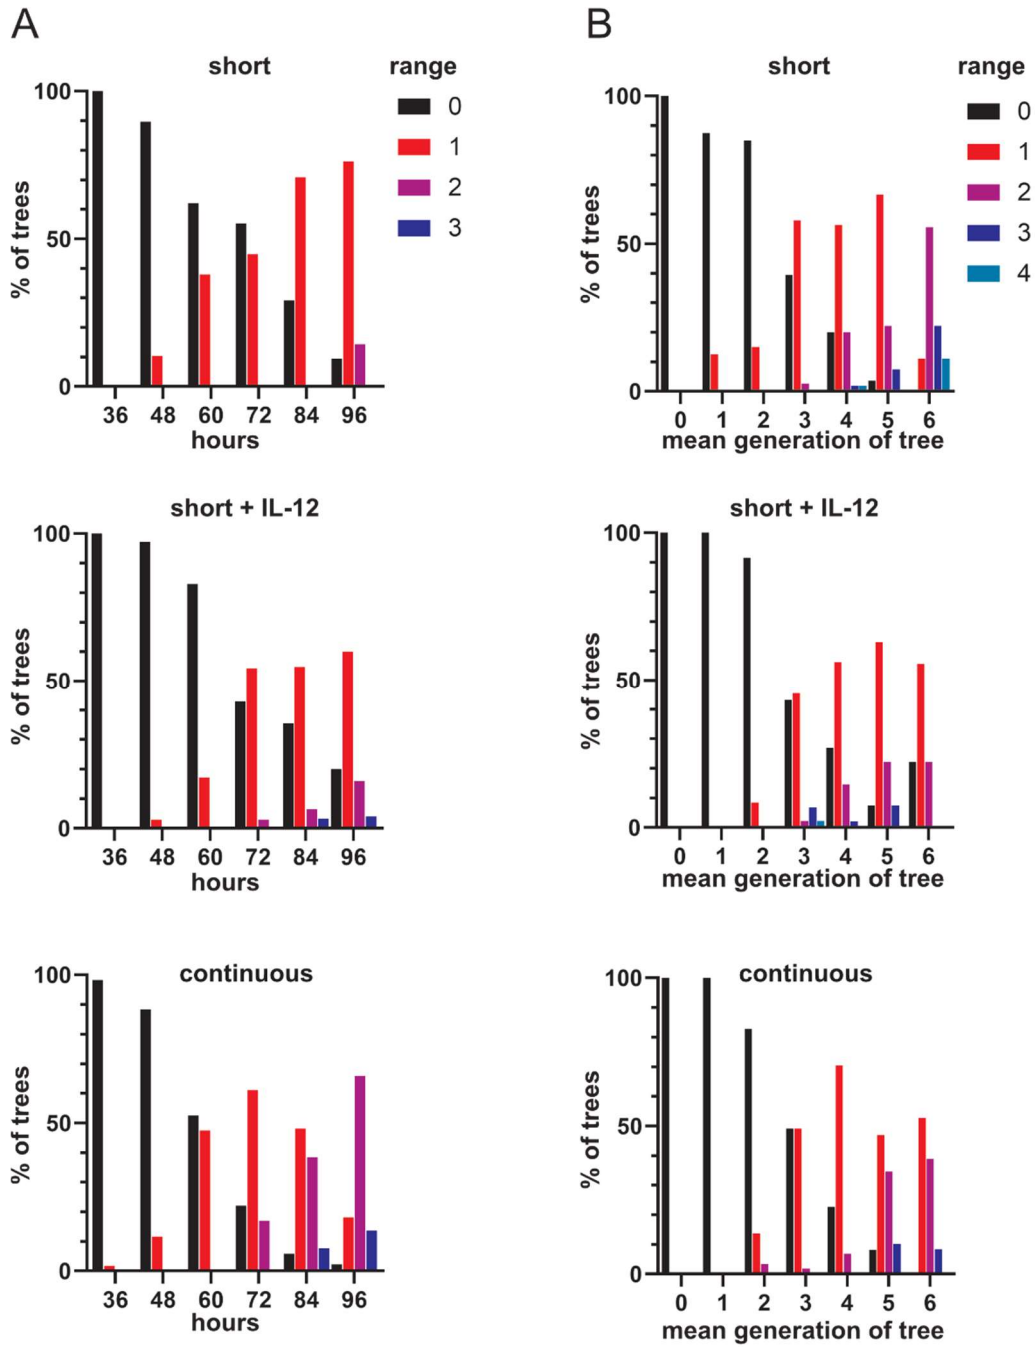 A
short
range
0
1
2
3
100
50
0
% of trees
36 48 60 72 84 96
hours
short + IL-12
100
50
0
% of trees
36 48 60 72 84 96
hours
continuous
100
50
0
% of trees
36 48 60 72 84 96
hours
B
short
range
0
1
2
3
4
100
50
0
% of trees
0 1 2 3 4 5 6
mean generation of tree
short + IL-12
100
50
0
% of trees
0 1 2 3 4 5 6
mean generation of tree
continuous
100
50
0
% of trees
0 1 2 3 4 5 6
mean generation of tree